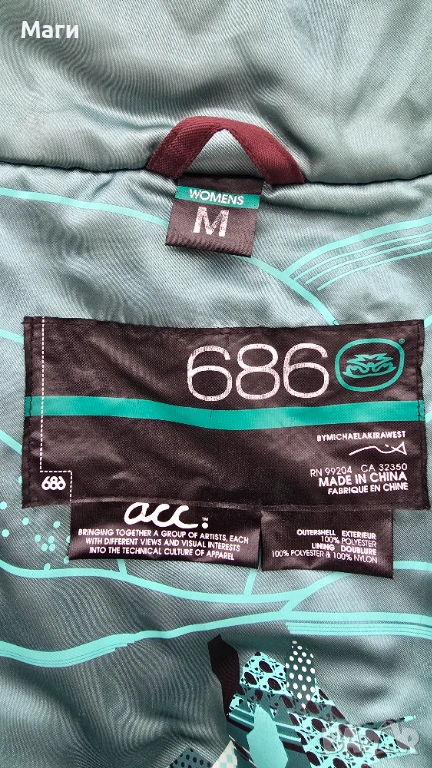 Маги
WOMENS
M
686
®
BYMICHAELAKIRAWEST
RN 99204 CA 32350
MADE IN CHINA
FABRIQUE EN CHINE
686
acc.™
BRINGING TOGETHER A GROUP OF ARTISTS, EACH
WITH DIFFERENT VIEWS AND VISUAL INTERESTS
INTO THE TECHNICAL CULTURE OF APPAREL
OUTERSHELL EXTERIEUR
100% POLYESTER
LINING DOUBLURE
100% POLYESTER & 100% NYLON